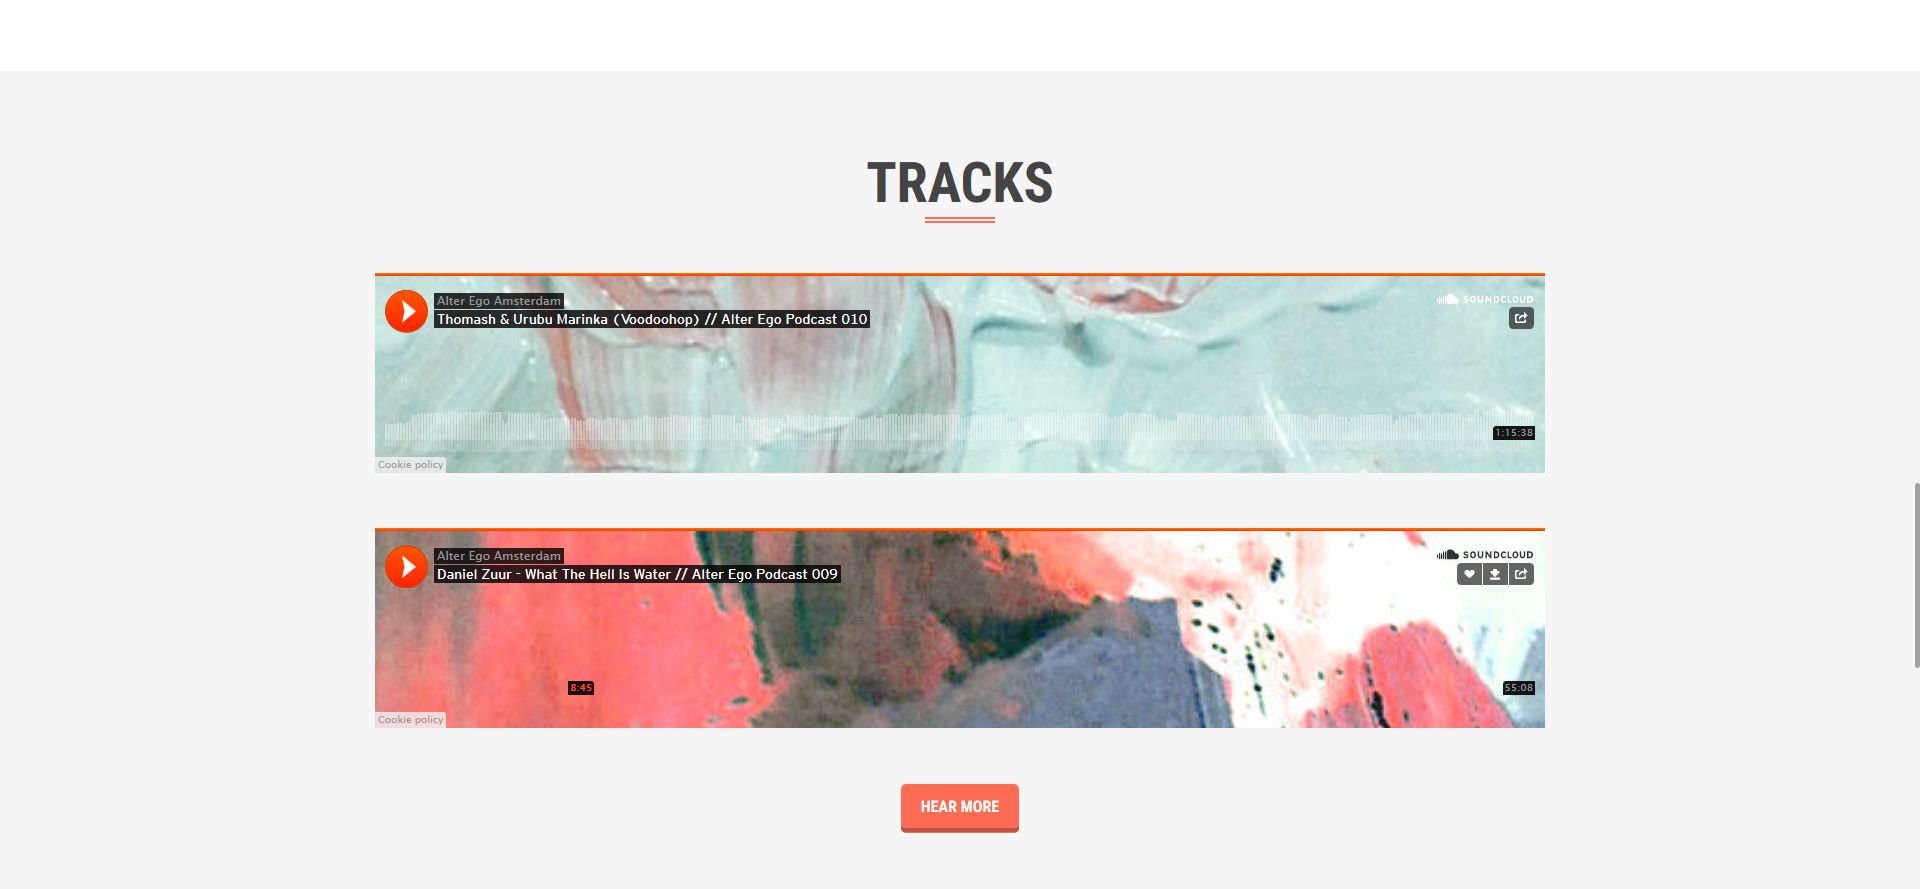 TRACKS
Alter Ego Amsterdam
Thomash & Urubu Marinka (Voodoohop) // Alter Ego Podcast 010
SOUNDCLOUD
1:15:38
Cookie policy
Alter Ego Amsterdam
Daniel Zuur - What The Hell Is Water // Alter Ego Podcast 009
SOUNDCLOUD
8:45
55:08
Cookie policy
HEAR MORE